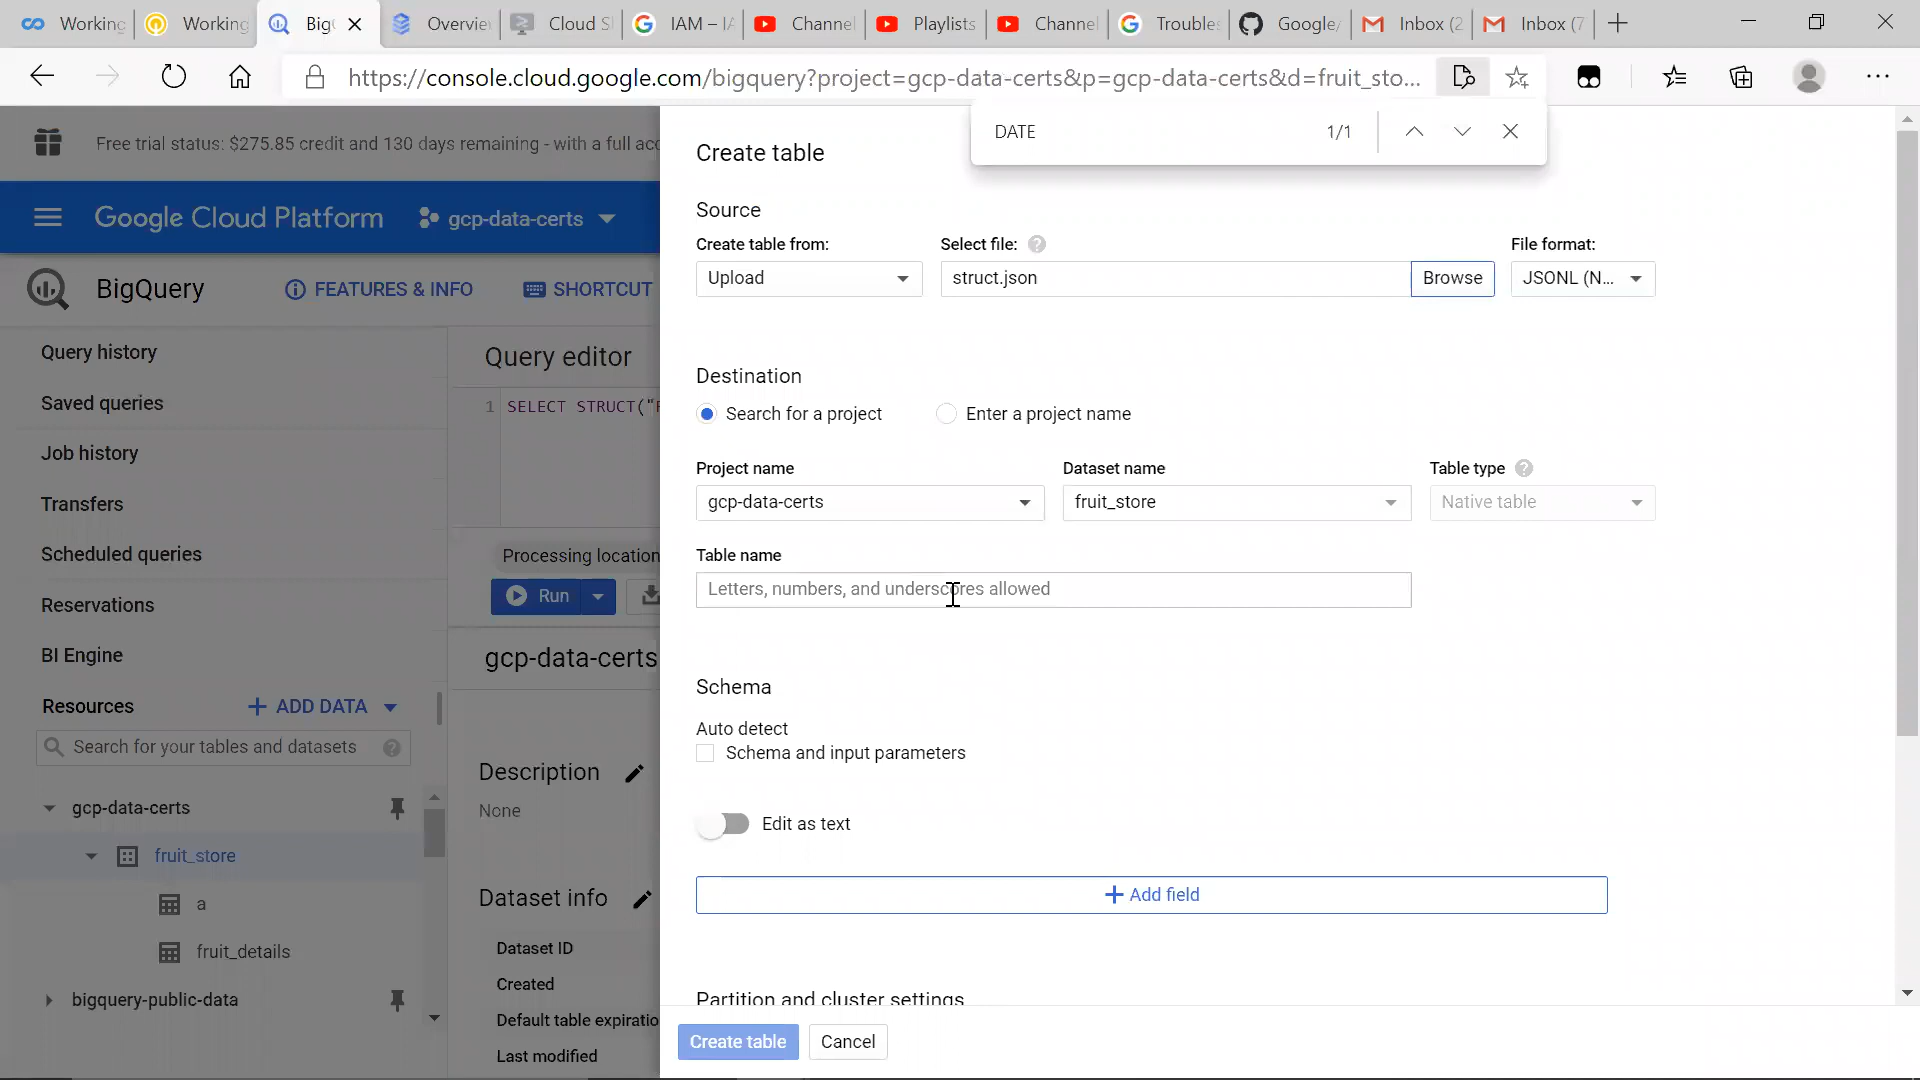 Working
Working
BigQ
Overview
Cloud S
IAM – I
Channel
Playlists
Channel
Troubles
Google/
Inbox (2
Inbox (7
https://console.cloud.google.com/bigquery?project=gcp-data-certs&p=gcp-data-certs&d=fruit_sto...
DATE 1/1
Free trial status: $275.85 credit and 130 days remaining - with a full acc
Google Cloud Platform gcp-data-certs
BigQuery FEATURES & INFO SHORTCUT
Query history
Saved queries
Job history
Transfers
Scheduled queries
Reservations
BI Engine
Resources + ADD DATA
Search for your tables and datasets
gcp-data-certs
fruit_store
a
fruit_details
bigquery-public-data
Query editor
1 SELECT STRUCT("
Processing location
Run
gcp-data-certs
Description
None
Dataset info
Dataset ID
Created
Default table expiratio
Last modified
Create table
Source
Create table from: Select file: File format:
Upload struct.json Browse JSONL (N...
Destination
Search for a project Enter a project name
Project name Dataset name Table type
gcp-data-certs fruit_store Native table
Table name
Letters, numbers, and underscores allowed
Schema
Auto detect
Schema and input parameters
Edit as text
+ Add field
Partition and cluster settings
Create table Cancel